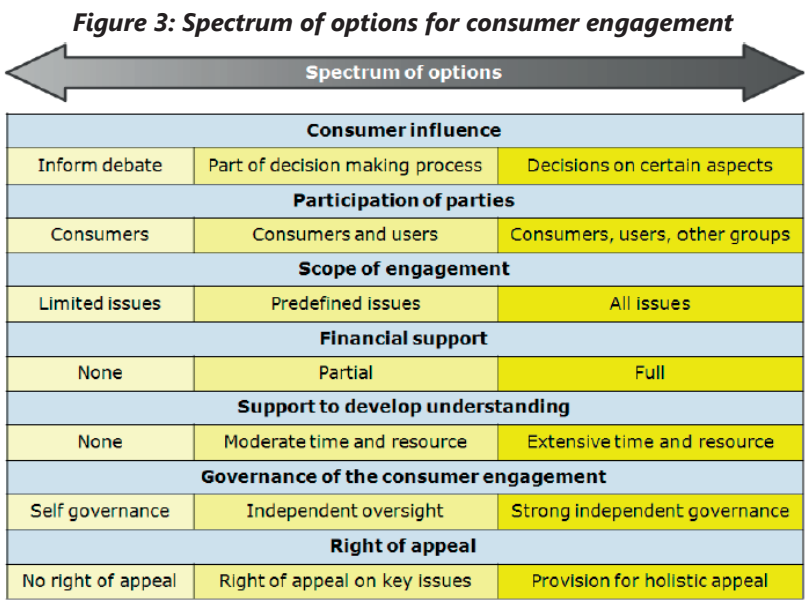 Figure 3: Spectrum of options for consumer engagement
Spectrum of options
Consumer influence
Inform debate Part of decision making process Decisions on certain aspects
Participation of parties
Consumers Consumers and users Consumers, users, other groups
Scope of engagement
Limited issues Predefined issues All issues
Financial support
None Partial Full
Support to develop understanding
None Moderate time and resource Extensive time and resource
Governance of the consumer engagement
Self governance Independent oversight Strong independent governance
Right of appeal
No right of appeal Right of appeal on key issues Provision for holistic appeal